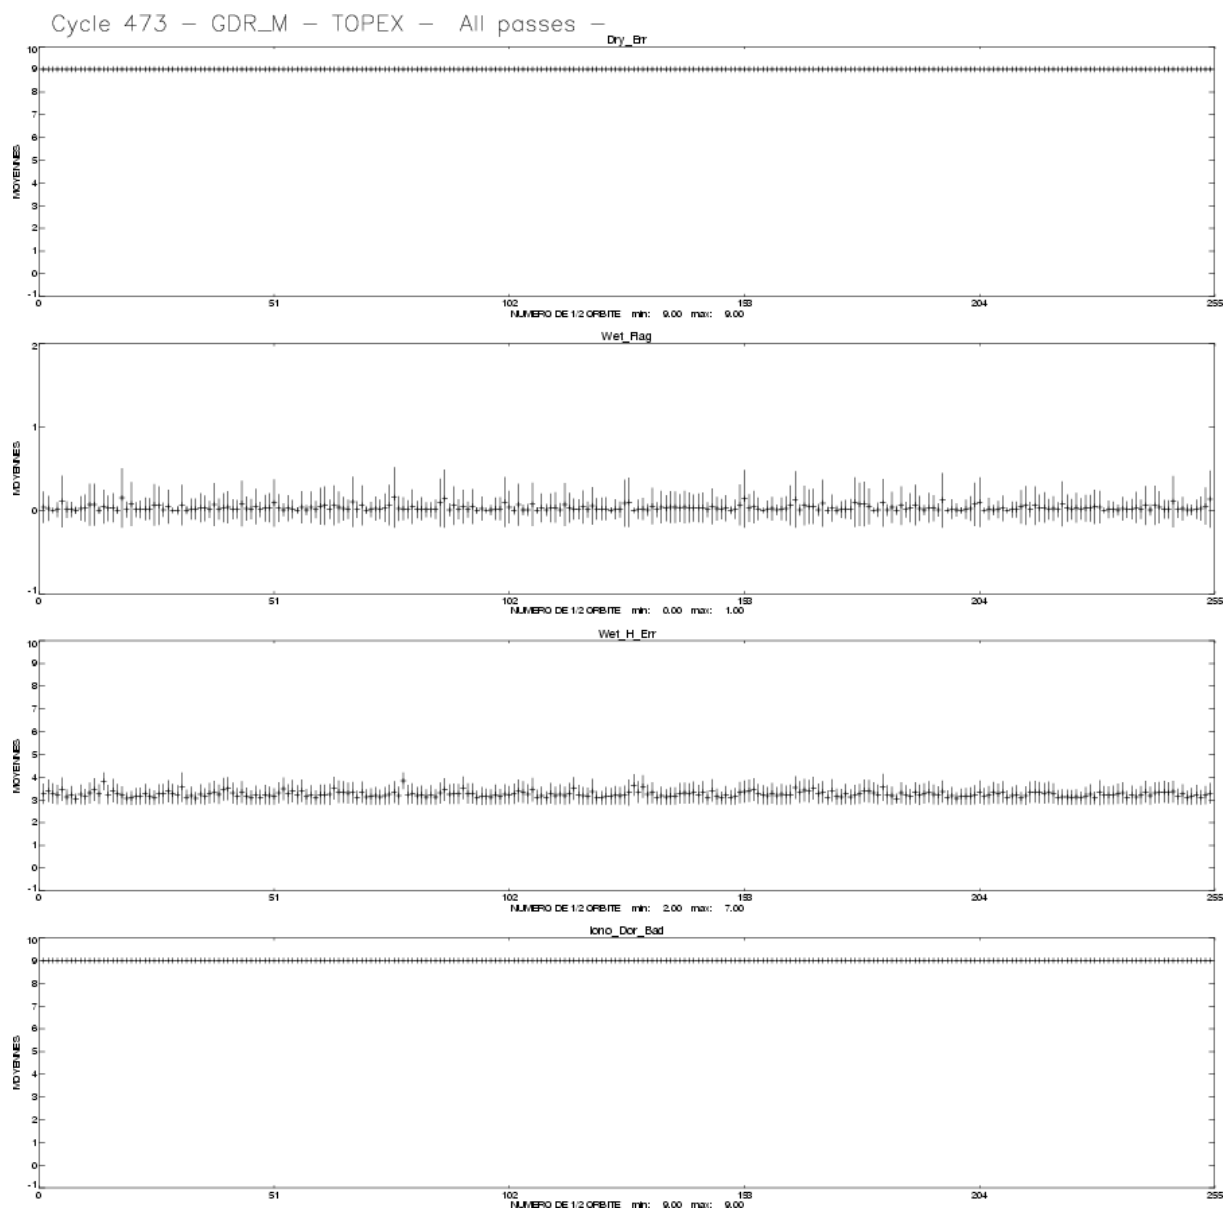 Cycle 473 - GDR_M - TOPEX - All passes -
Dry_Err
10
9
8
7
6
5
4
3
2
1
0
-1
MOYENNES
0 51 102 153 204 255
NUMERO DE 1/2 ORBITE min: 9.00 max: 9.00
Wet_Flag
2
1
0
-1
MOYENNES
0 51 102 153 204 255
NUMERO DE 1/2 ORBITE min: 0.00 max: 1.00
Wet_H_Err
10
9
8
7
6
5
4
3
2
1
0
-1
MOYENNES
0 51 102 153 204 255
NUMERO DE 1/2 ORBITE min: 2.00 max: 7.00
Iono_Dor_Bad
10
9
8
7
6
5
4
3
2
1
0
-1
MOYENNES
0 51 102 153 204 255
NUMERO DE 1/2 ORBITE min: 9.00 max: 9.00